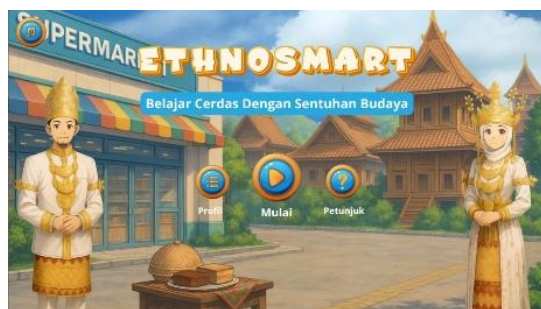 SUPERMAR
ETHNOSMART
Belajar Cerdas Dengan Sentuhan Budaya
Profil
Mulai
Petunjuk
?